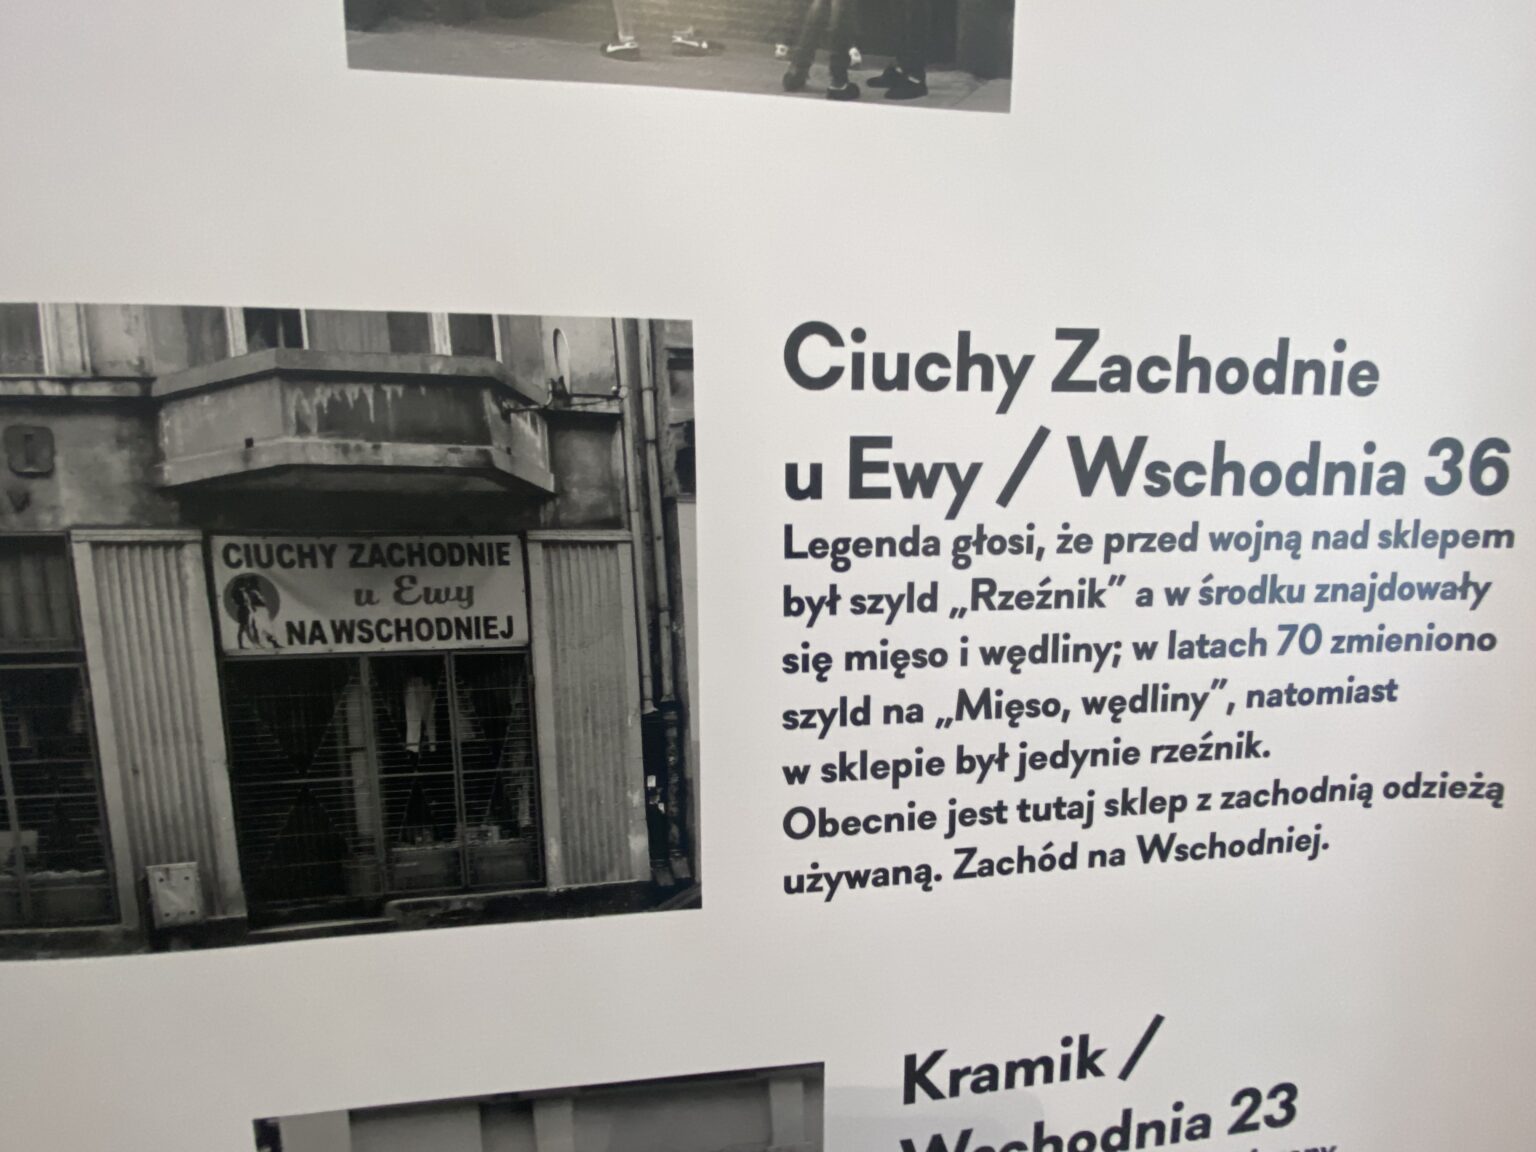 CIUCHY ZACHODNIE
u Ewy
NA WSCHODNIEJ
Ciuchy Zachodnie
u Ewy / Wschodnia 36
Legenda głosi, że przed wojną nad sklepem
był szyld „Rzeźnik” a w środku znajdowały
się mięso i wędliny; w latach 70 zmieniono
szyld na „Mięso, wędliny”, natomiast
w sklepie był jedynie rzeźnik.
Obecnie jest tutaj sklep z zachodnią odzieżą
używaną. Zachód na Wschodniej.
Kramik /
Wschodnia 23